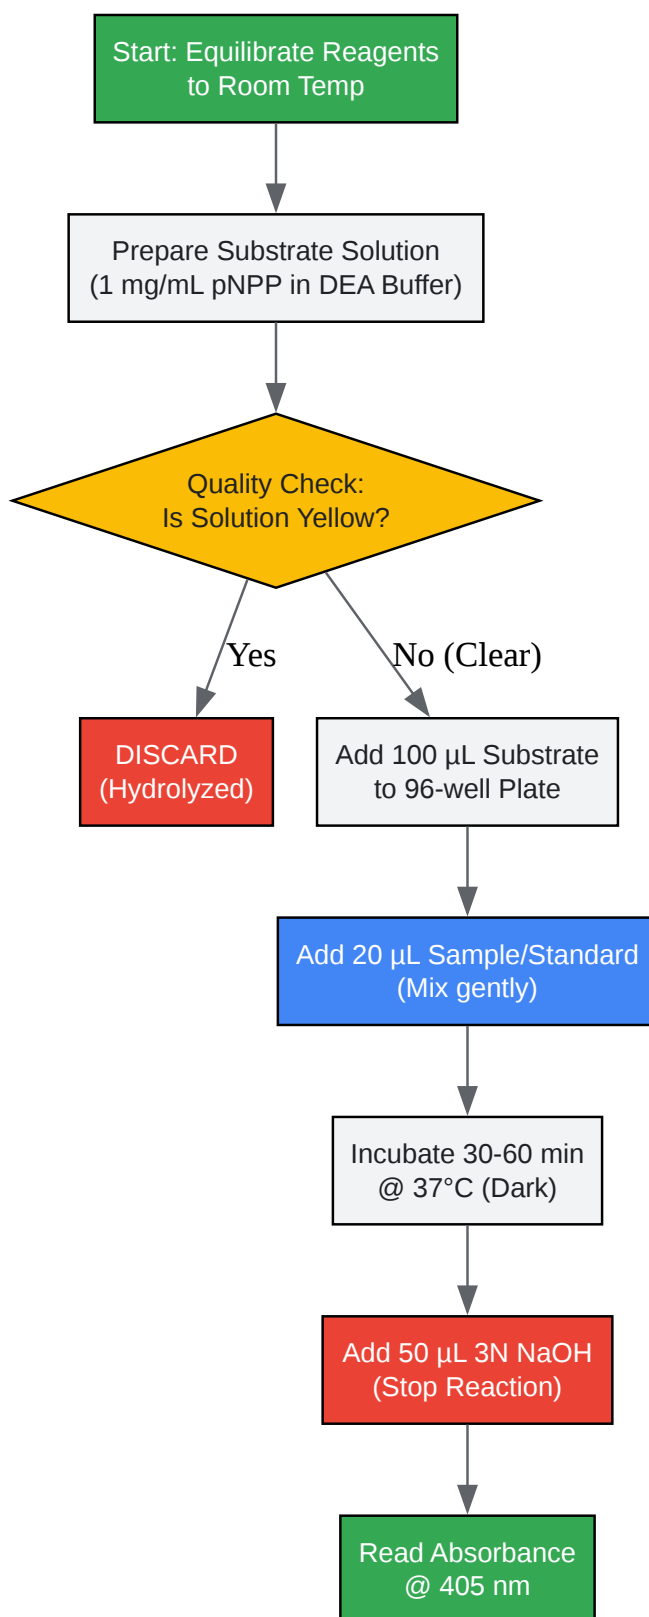 Start: Equilibrate Reagents
to Room Temp
Prepare Substrate Solution
(1 mg/mL pNPP in DEA Buffer)
Quality Check:
Is Solution Yellow?
Yes
No (Clear)
DISCARD
(Hydrolyzed)
Add 100 µL Substrate
to 96-well Plate
Add 20 µL Sample/Standard
(Mix gently)
Incubate 30-60 min
@ 37°C (Dark)
Add 50 µL 3N NaOH
(Stop Reaction)
Read Absorbance
@ 405 nm